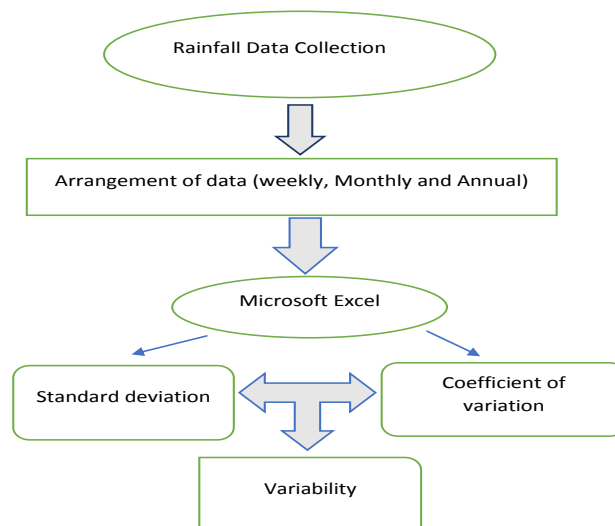 Rainfall Data Collection
Arrangement of data (weekly, Monthly and Annual)
Microsoft Excel
Standard deviation
Coefficient of
variation
Variability